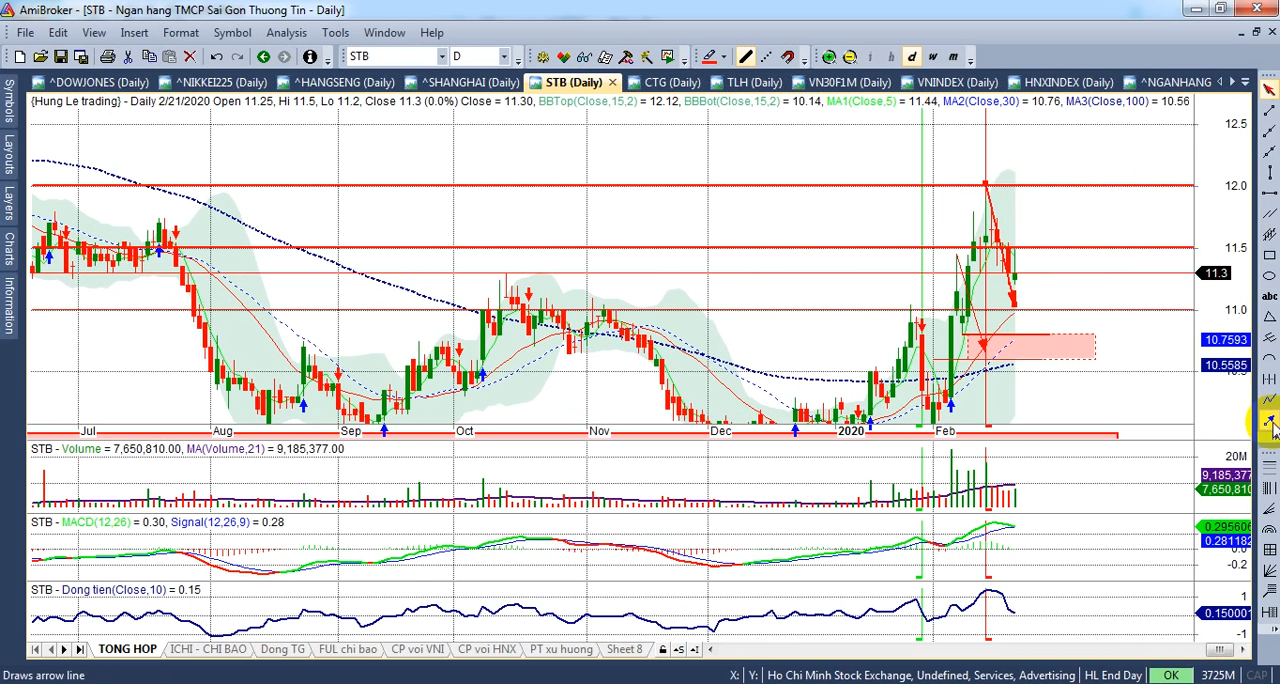 AmiBroker - [STB - Ngan hang TMCP Sai Gon Thuong Tin - Daily]
File Edit View Insert Format Symbol Analysis Tools Window Help
STB D i h d w m
^DOWJONES (Daily) ^NIKKEI225 (Daily) ^HANGSENG (Daily) ^SHANGHAI (Daily) STB (Daily) CTG (Daily) TLH (Daily) VN30F1M (Daily) VNINDEX (Daily) HNXINDEX (Daily) ^NGANHANG
Symbols
Layouts
Layers
Charts
Information
{Hung Le trading} - Daily 2/21/2020 Open 11.25, Hi 11.5, Lo 11.2, Close 11.3 (0.0%) Close = 11.30, BBTop(Close,15,2) = 12.12, BBBot(Close,15,2) = 10.14, MA1(Close,5) = 11.44, MA2(Close,30) = 10.76, MA3(Close,100) = 10.56
12.5
12.0
11.5
11.3
11.0
10.7593
10.5585
abc
Jul Aug Sep Oct Nov Dec 2020 Feb
STB - Volume = 7,650,810.00, MA(Volume,21) = 9,185,377.00
20M
9,185,377
7,650,810
STB - MACD(12,26) = 0.30, Signal(12,26,9) = 0.28
0.295606
0.281182
0.0
-0.2
STB - Dong tien(Close,10) = 0.15
1
0.150001
-1
TONG HOP ICHI - CHI BAO Dong TG FUL chi bao CP voi VNI CP voi HNX PT xu huong Sheet 8
Draws arrow line X: Y: Ho Chi Minh Stock Exchange, Undefined, Services, Advertising HL End Day OK 3725M CAP